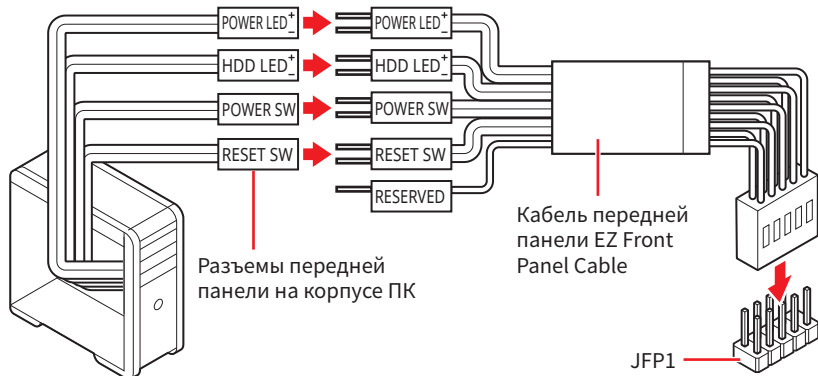 POWER LED+− POWER LED+−
HDD LED+− HDD LED+−
POWER SW POWER SW
RESET SW RESET SW
RESERVED
Кабель передней
панели EZ Front
Panel Cable
Разъемы передней
панели на корпусе ПК
JFP1